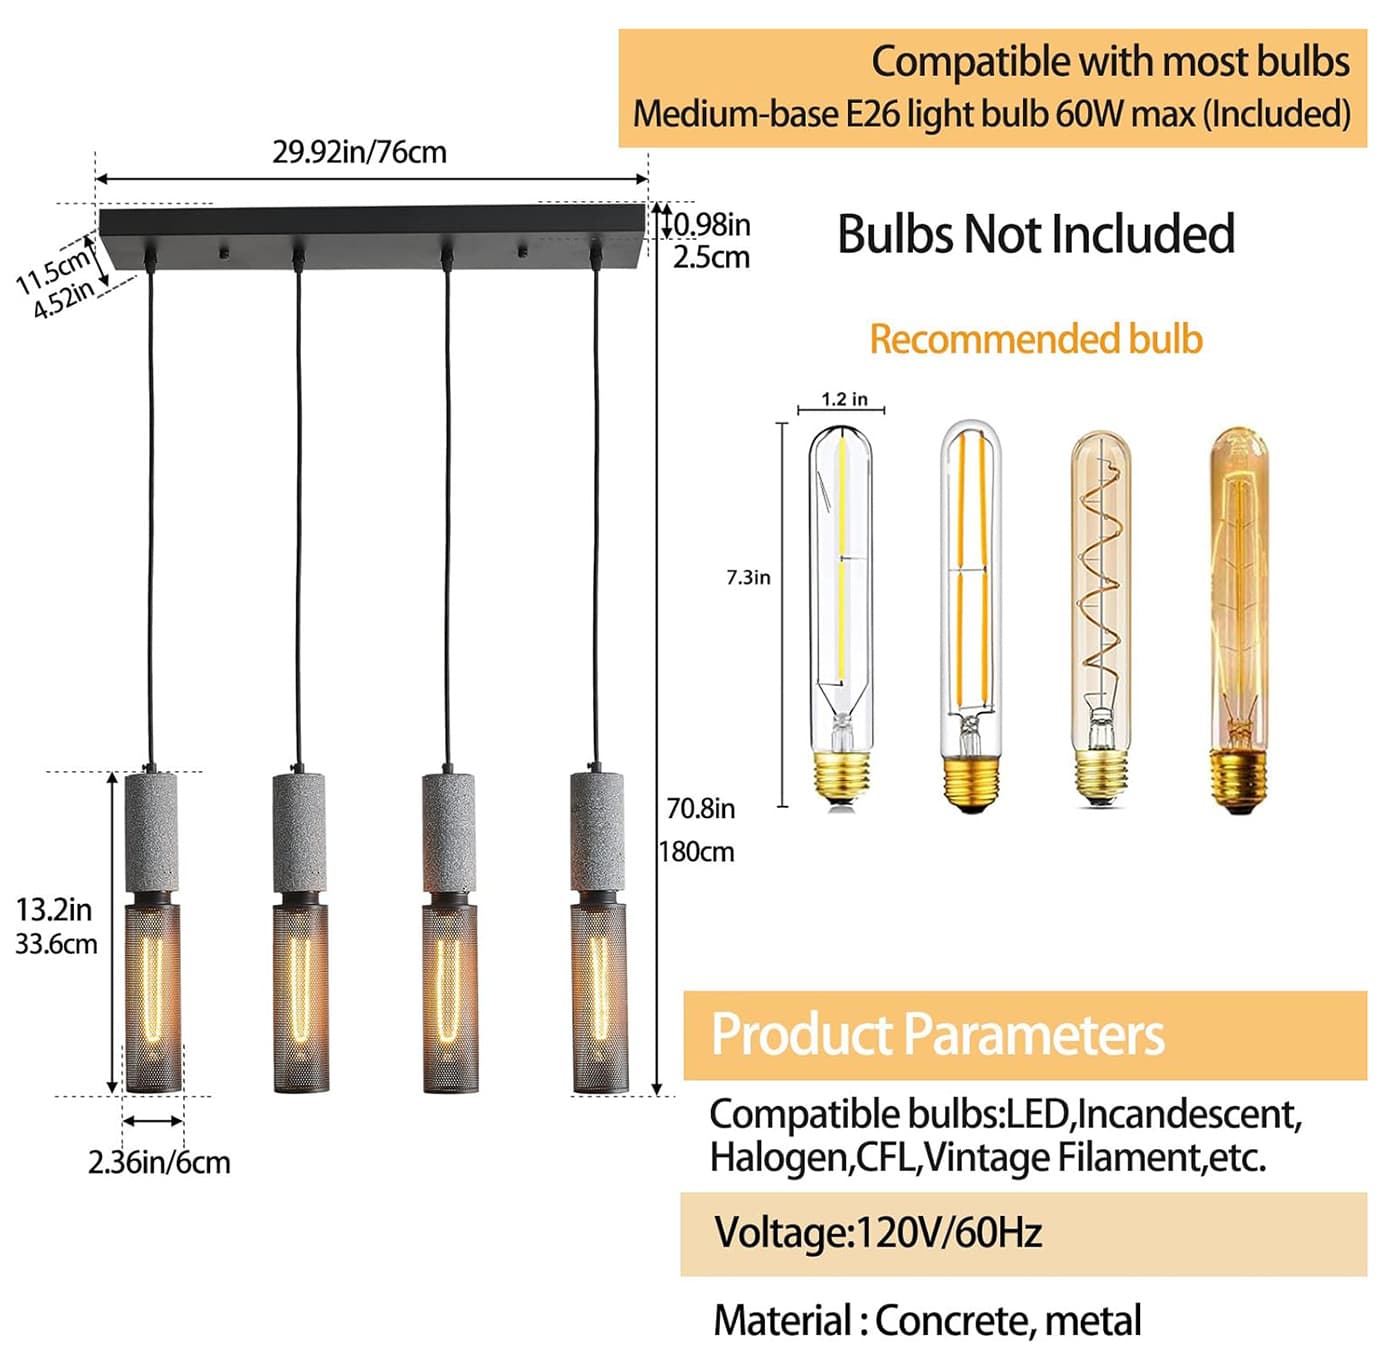 Compatible with most bulbs
Medium-base E26 light bulb 60W max (Included)
29.92in/76cm
0.98in
2.5cm
11.5cm
4.52in
Bulbs Not Included
Recommended bulb
1.2 in
7.3in
70.8in
180cm
13.2in
33.6cm
2.36in/6cm
Product Parameters
Compatible bulbs:LED,Incandescent,
Halogen,CFL,Vintage Filament,etc.
Voltage:120V/60Hz
Material : Concrete, metal